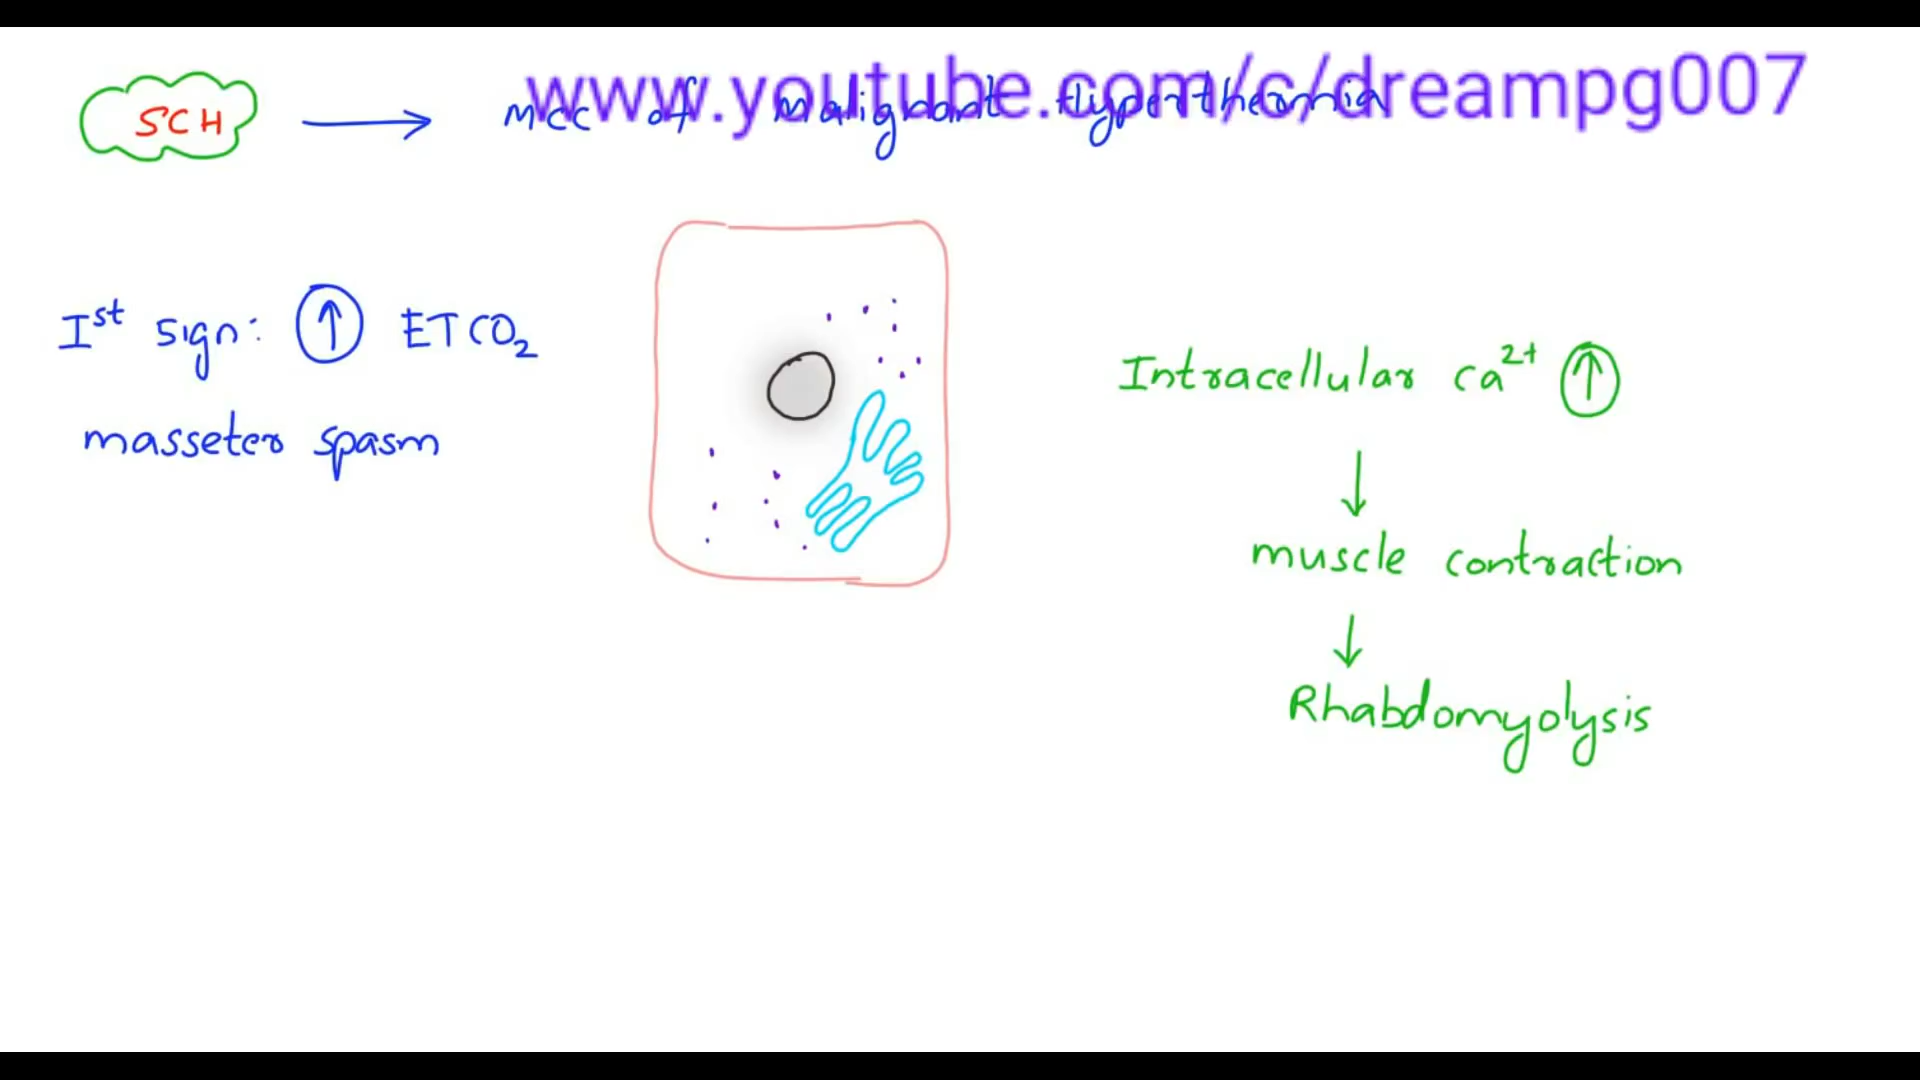 www.youtube.com/c/dreampg007
SCH → mcc of Malignant Hyperthermia
Ist sign: ↑ ETCO2
masseter spasm
Intracellular ca2+ ↑
↓
muscle contraction
↓
Rhabdomyolysis